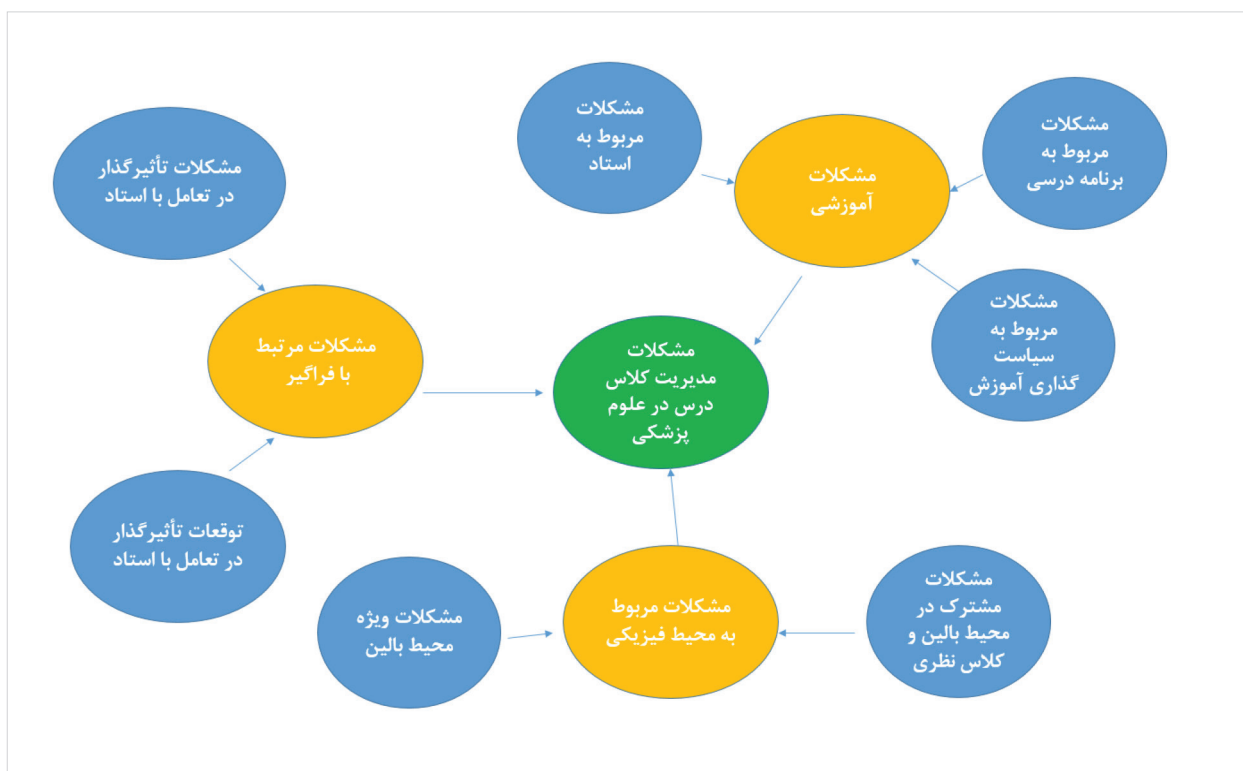 مشکلات
مربوط به
استاد
مشکلات
مربوط به
برنامه درسی
مشکلات
آموزشی
مشکلات تأثیرگذار
در تعامل با استاد
مشکلات
مربوط به
سیاست
گذاری آموزش
مشکلات مرتبط
با فراگیر
مشکلات
مدیریت کلاس
درس در علوم
پزشکی
توقعات تأثیرگذار
در تعامل با استاد
مشکلات
مشترک در
محیط بالین و
کلاس نظری
مشکلات مربوط
به محیط فیزیکی
مشکلات ویژه
محیط بالین